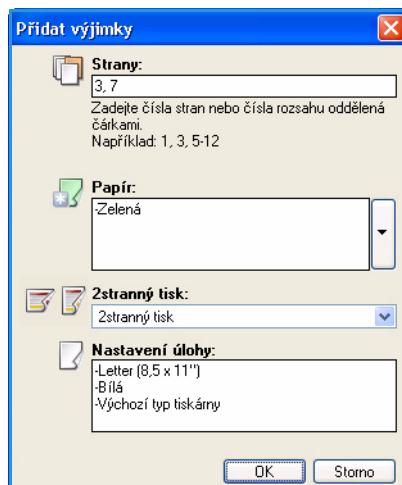 Přidat výjimky
Strany:
3, 7
Zadejte čísla stran nebo čísla rozsahu oddělená
čárkami.
Například: 1, 3, 5-12
Papír:
-Zelená
2stranný tisk:
2stranný tisk
Nastavení úlohy:
-Letter (8,5 x 11'')
-Bílá
-Výchozí typ tiskárny
OK
Storno